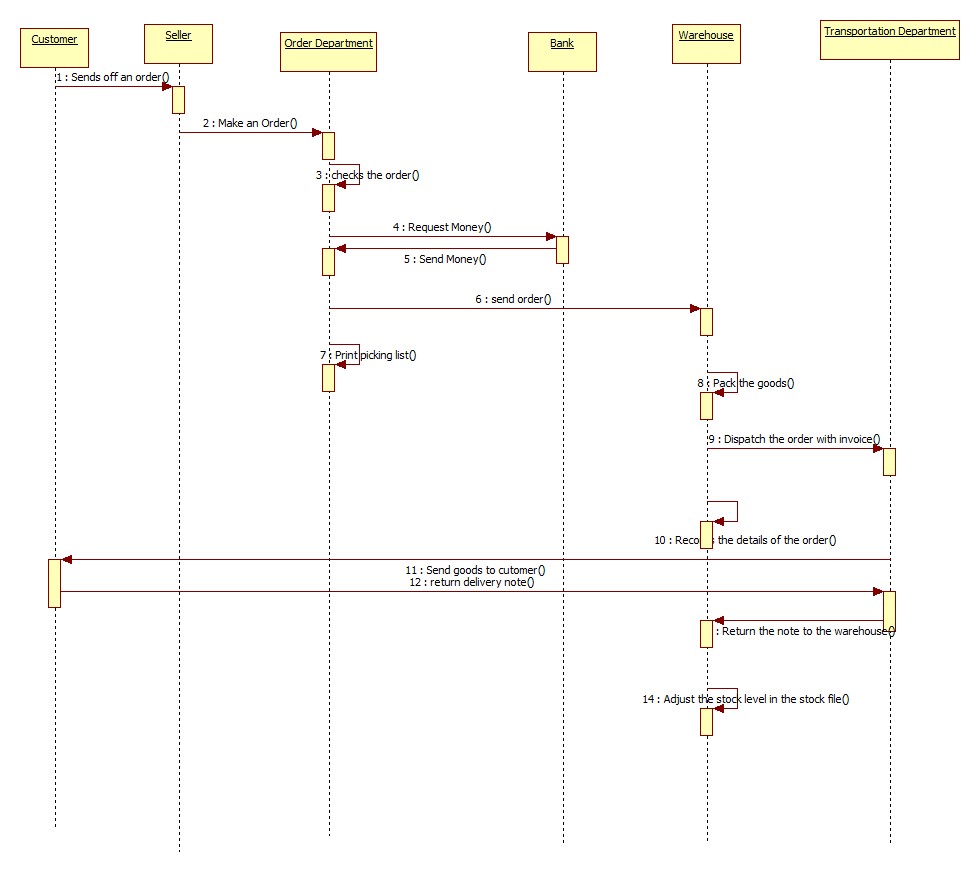 Customer
Seller
Order Department
Bank
Warehouse
Transportation Department
1 : Sends off an order()
2 : Make an Order()
3 : checks the order()
4 : Request Money()
5 : Send Money()
6 : send order()
7 : Print picking list()
8 : Pack the goods()
9 : Dispatch the order with invoice()
10 : Records the details of the order()
11 : Send goods to cutomer()
12 : return delivery note()
: Return the note to the warehouse()
14 : Adjust the stock level in the stock file()